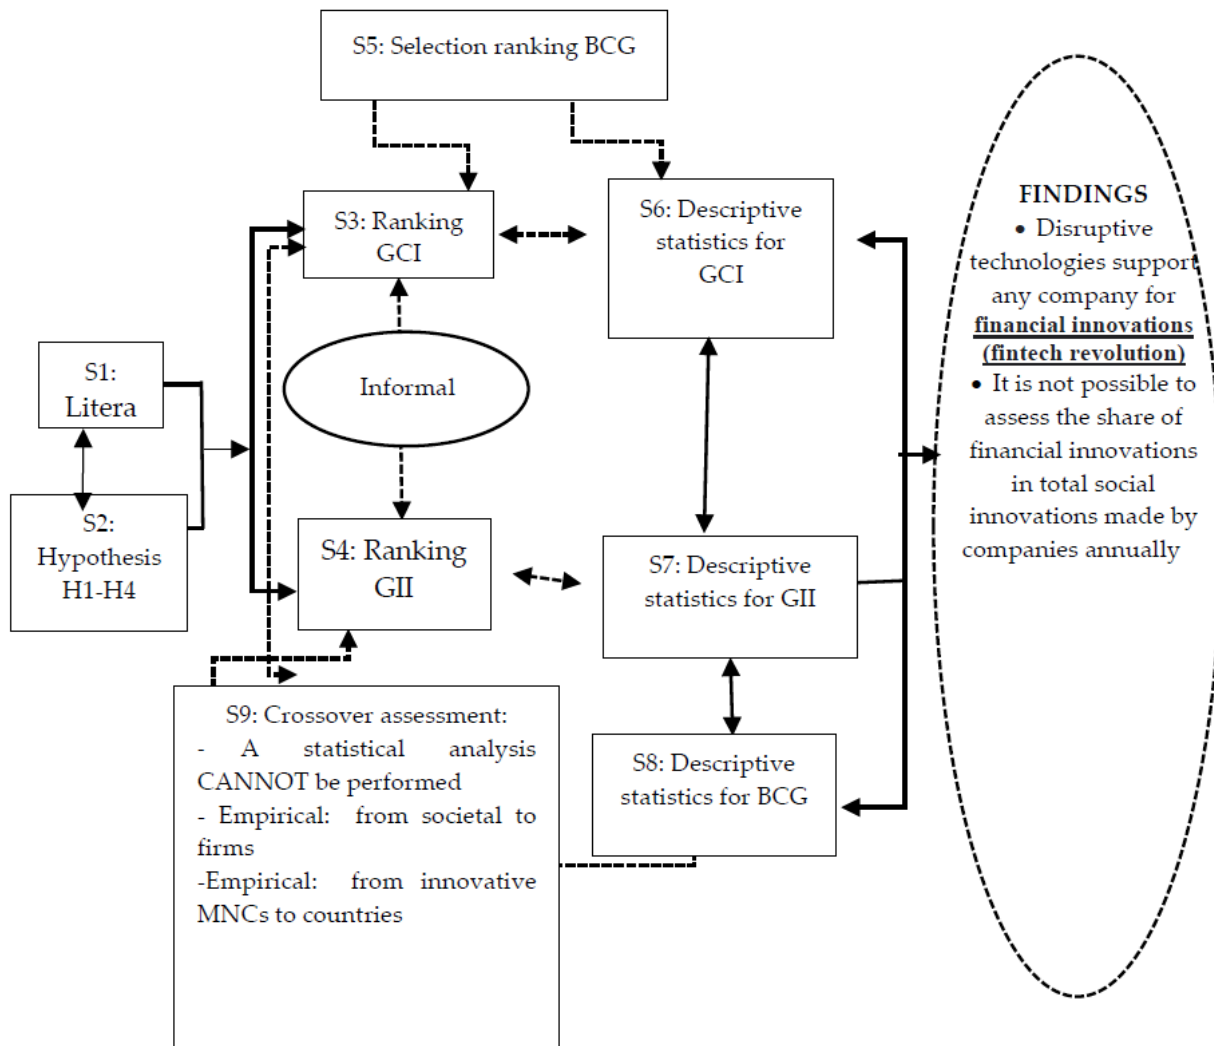 S5: Selection ranking BCG
S3: Ranking
GCI
S6: Descriptive
statistics for
GCI
Informal
S1:
Litera
S2:
Hypothesis
H1-H4
S4: Ranking
GII
S7: Descriptive
statistics for GII
S9: Crossover assessment:
- A statistical analysis
CANNOT be performed
- Empirical: from societal to
firms
-Empirical: from innovative
MNCs to countries
S8: Descriptive
statistics for BCG
FINDINGS
• Disruptive
technologies support
any company for
financial innovations
(fintech revolution)
• It is not possible to
assess the share of
financial innovations
in total social
innovations made by
companies annually